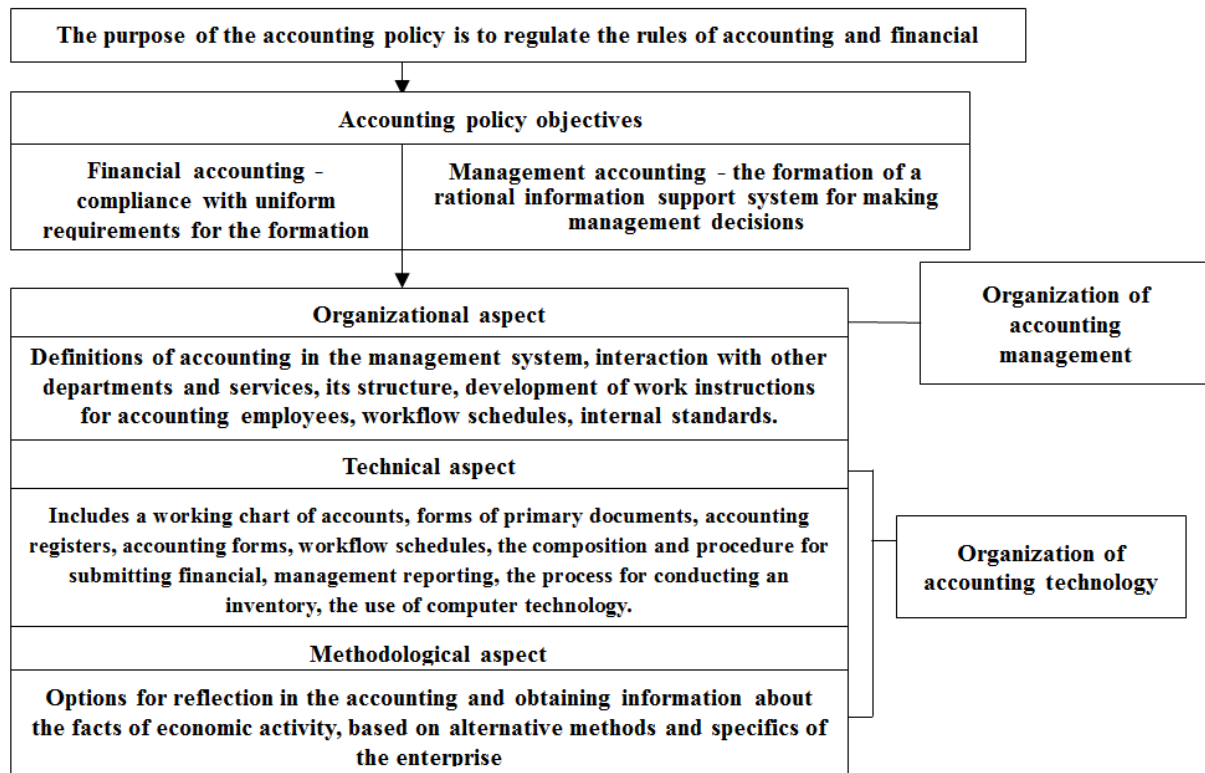 The purpose of the accounting policy is to regulate the rules of accounting and financial
Accounting policy objectives
Financial accounting -
compliance with uniform
requirements for the formation
Management accounting - the formation of a
rational information support system for making
management decisions
Organizational aspect
Definitions of accounting in the management system, interaction with other
departments and services, its structure, development of work instructions
for accounting employees, workflow schedules, internal standards.
Organization of
accounting
management
Technical aspect
Includes a working chart of accounts, forms of primary documents, accounting
registers, accounting forms, workflow schedules, the composition and procedure for
submitting financial, management reporting, the process for conducting an
inventory, the use of computer technology.
Organization of
accounting technology
Methodological aspect
Options for reflection in the accounting and obtaining information about
the facts of economic activity, based on alternative methods and specifics of
the enterprise